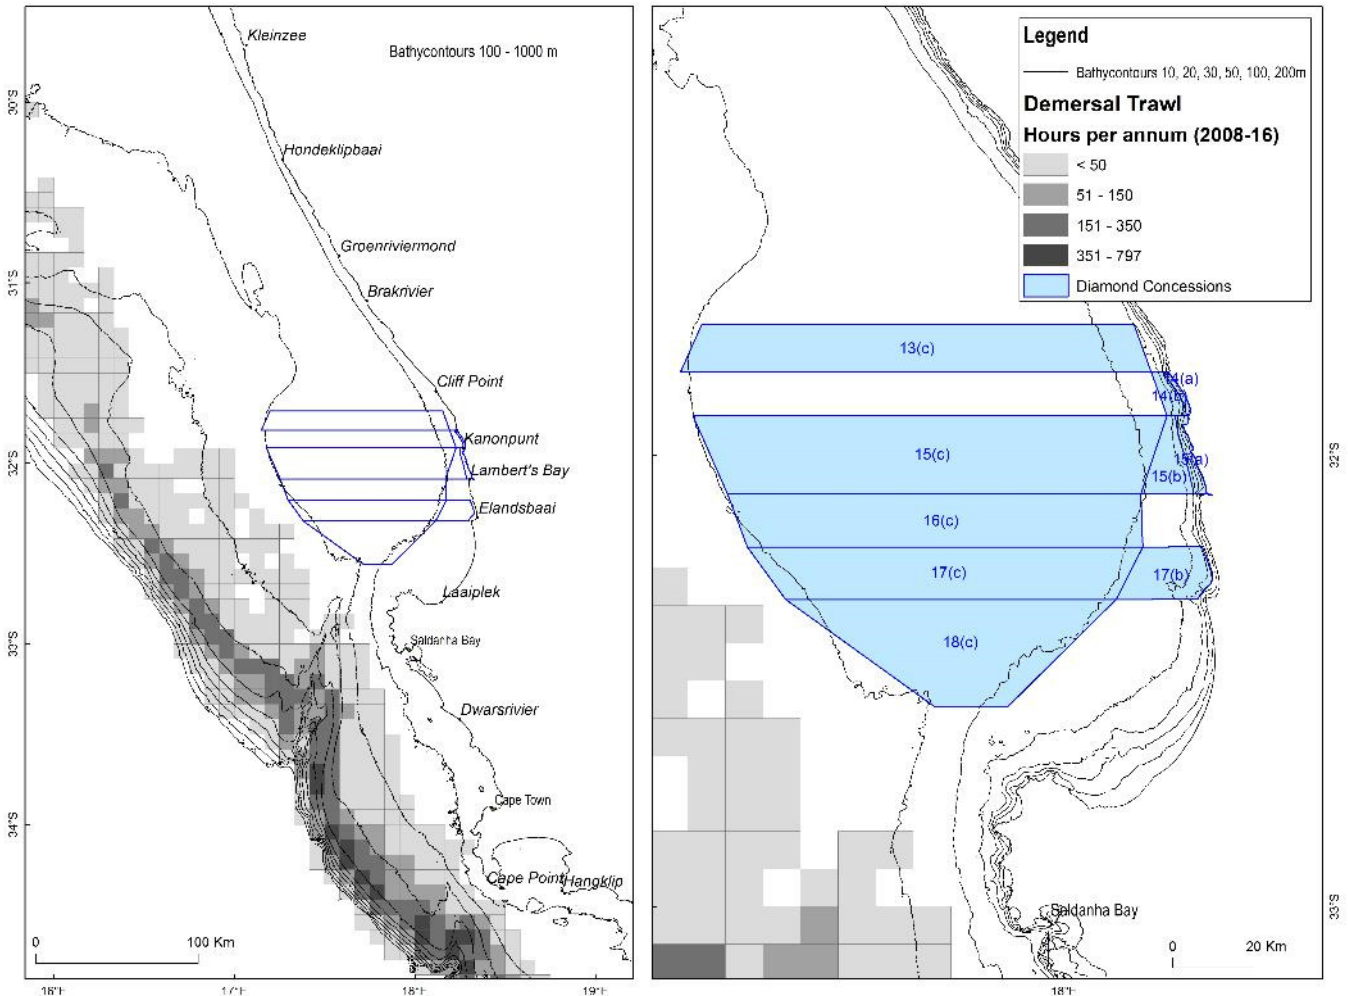 Kleinzee
Bathycontours 100 - 1000 m
30°S
Hondeklipbaai
Groenriviermond
31°S
Brakrivier
Cliff Point
Kanonpunt
32°S
Lambert's Bay
Elandsbaai
Laaiplek
Saldanha Bay
33°S
Dwarsrivier
Cape Town
34°S
Cape Point
Hangklip
0
100 Km
16°E
17°E
18°E
19°E
Legend
Bathycontours 10, 20, 30, 50, 100, 200m
Demersal Trawl
Hours per annum (2008-16)
< 50
51 - 150
151 - 350
351 - 797
Diamond Concessions
13(c)
14(a)
14(b)
15(c)
15(a)
15(b)
32°S
16(c)
17(c)
17(b)
18(c)
Saldanha Bay
33°S
0
20 Km
18°E